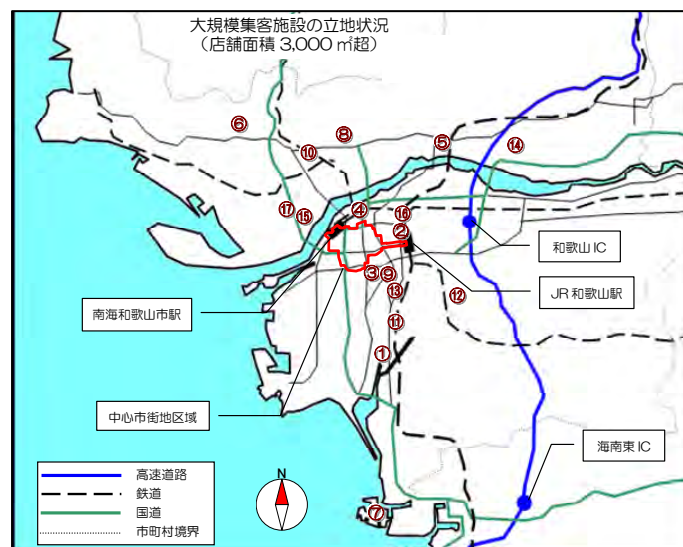 大規模集客施設の立地状況
（店舗面積 3,000 ㎡超）
⑥
⑧
⑤
⑭
⑩
⑰
⑮
④
⑯
②
和歌山 IC
③
⑨
JR 和歌山駅
⑬
⑫
南海和歌山市駅
⑪
①
中心市街地区域
海南東 IC
高速道路
鉄道
国道
市町村境界
N
⑦